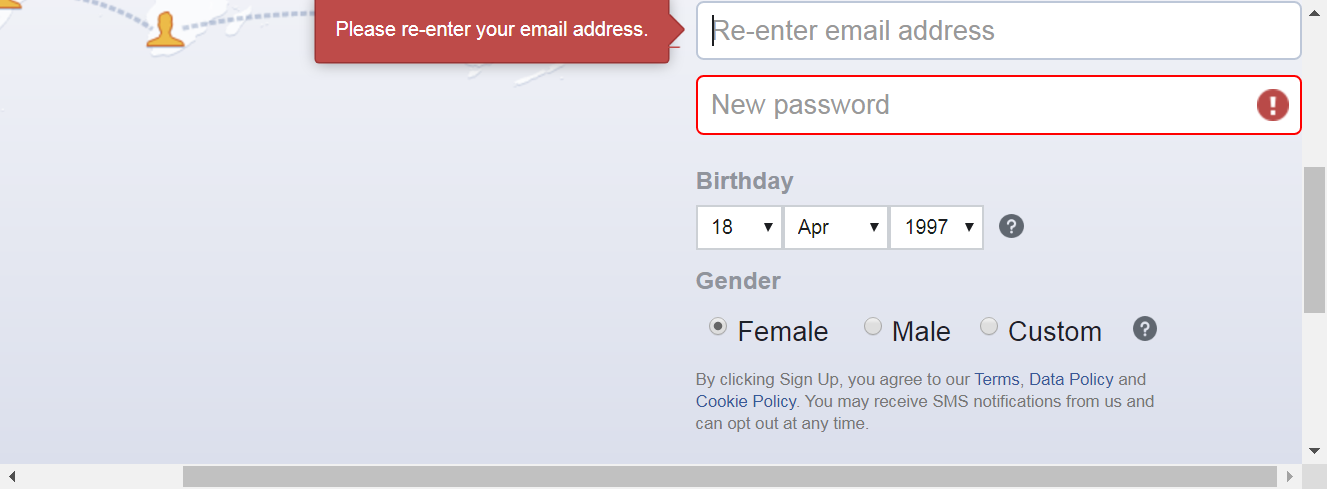 Please re-enter your email address.
Re-enter email address
New password
Birthday
18 Apr 1997
Gender
Female Male Custom
By clicking Sign Up, you agree to our Terms, Data Policy and
Cookie Policy. You may receive SMS notifications from us and
can opt out at any time.